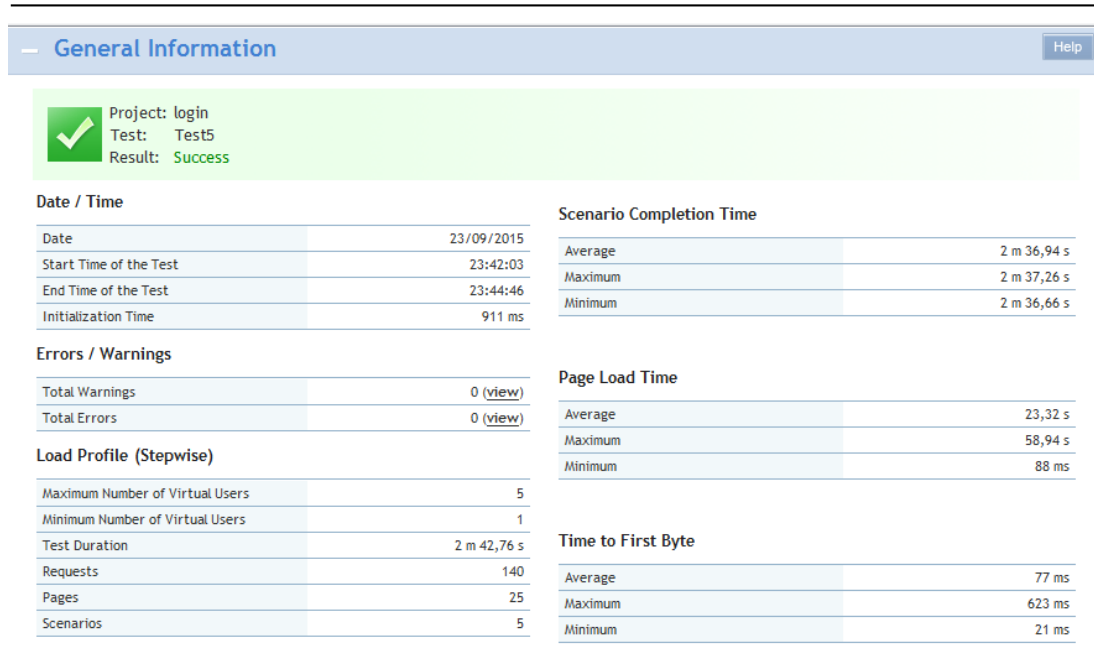 General Information
Help
Project: login
Test: Test5
Result: Success
Date / Time
Date 23/09/2015
Start Time of the Test 23:42:03
End Time of the Test 23:44:46
Initialization Time 911 ms
Errors / Warnings
Total Warnings 0 (view)
Total Errors 0 (view)
Load Profile (Stepwise)
Maximum Number of Virtual Users 5
Minimum Number of Virtual Users 1
Test Duration 2 m 42,76 s
Requests 140
Pages 25
Scenarios 5
Scenario Completion Time
Average 2 m 36,94 s
Maximum 2 m 37,26 s
Minimum 2 m 36,66 s
Page Load Time
Average 23,32 s
Maximum 58,94 s
Minimum 88 ms
Time to First Byte
Average 77 ms
Maximum 623 ms
Minimum 21 ms